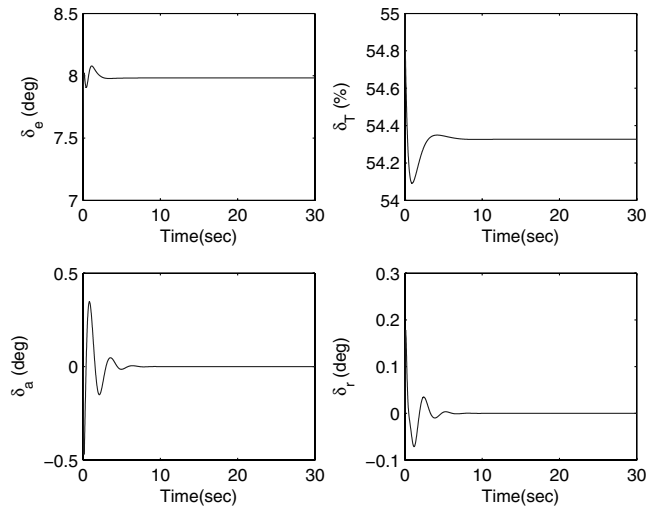 8.5
8
7.5
7
δe (deg)
0 10 20 30
Time(sec)
55
54.8
54.6
54.4
54.2
54
δT (%)
0 10 20 30
Time(sec)
0.5
0
−0.5
δa (deg)
0 10 20 30
Time(sec)
0.3
0.2
0.1
0
−0.1
δr (deg)
0 10 20 30
Time(sec)